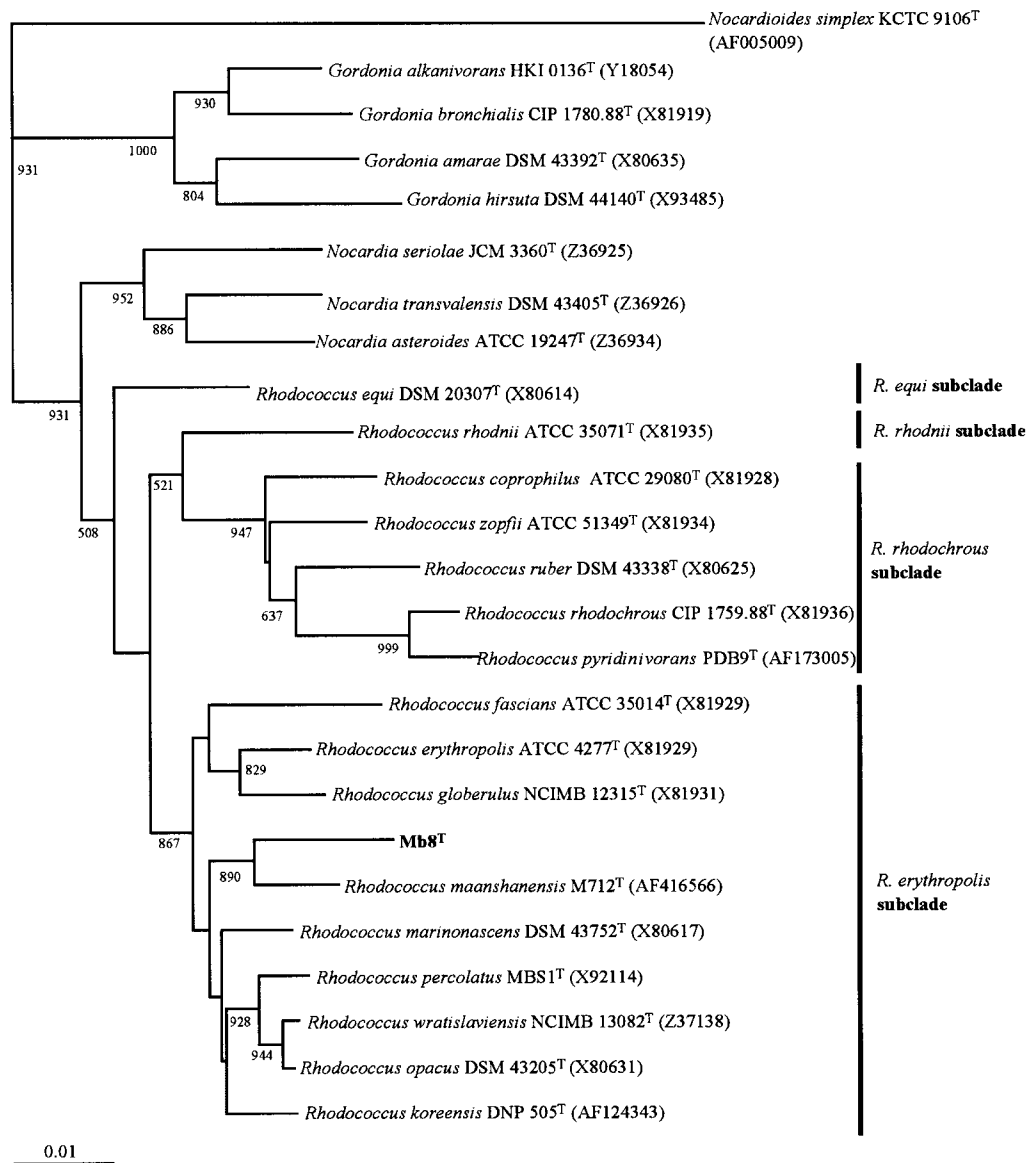 Nocardioides simplex KCTC 9106ᵀ
(AF005009)
Gordonia alkanivorans HKI 0136ᵀ (Y18054)
930
Gordonia bronchialis CIP 1780.88ᵀ (X81919)
1000
Gordonia amarae DSM 43392ᵀ (X80635)
931
804
Gordonia hirsuta DSM 44140ᵀ (X93485)
Nocardia seriolae JCM 3360ᵀ (Z36925)
952
Nocardia transvalensis DSM 43405ᵀ (Z36926)
886
Nocardia asteroides ATCC 19247ᵀ (Z36934)
Rhodococcus equi DSM 20307ᵀ (X80614)
R. equi subclade
931
Rhodococcus rhodnii ATCC 35071ᵀ (X81935)
R. rhodnii subclade
521
Rhodococcus coprophilus ATCC 29080ᵀ (X81928)
508
947
Rhodococcus zopfii ATCC 51349ᵀ (X81934)
R. rhodochrous
subclade
Rhodococcus ruber DSM 43338ᵀ (X80625)
637
Rhodococcus rhodochrous CIP 1759.88ᵀ (X81936)
999
Rhodococcus pyridinivorans PDB9ᵀ (AF173005)
Rhodococcus fascians ATCC 35014ᵀ (X81929)
Rhodococcus erythropolis ATCC 4277ᵀ (X81929)
829
Rhodococcus globerulus NCIMB 12315ᵀ (X81931)
867
Mb8ᵀ
890
Rhodococcus maanshanensis M712ᵀ (AF416566)
R. erythropolis
subclade
Rhodococcus marinonascens DSM 43752ᵀ (X80617)
Rhodococcus percolatus MBS1ᵀ (X92114)
928
Rhodococcus wratislaviensis NCIMB 13082ᵀ (Z37138)
944
Rhodococcus opacus DSM 43205ᵀ (X80631)
Rhodococcus koreensis DNP 505ᵀ (AF124343)
0.01